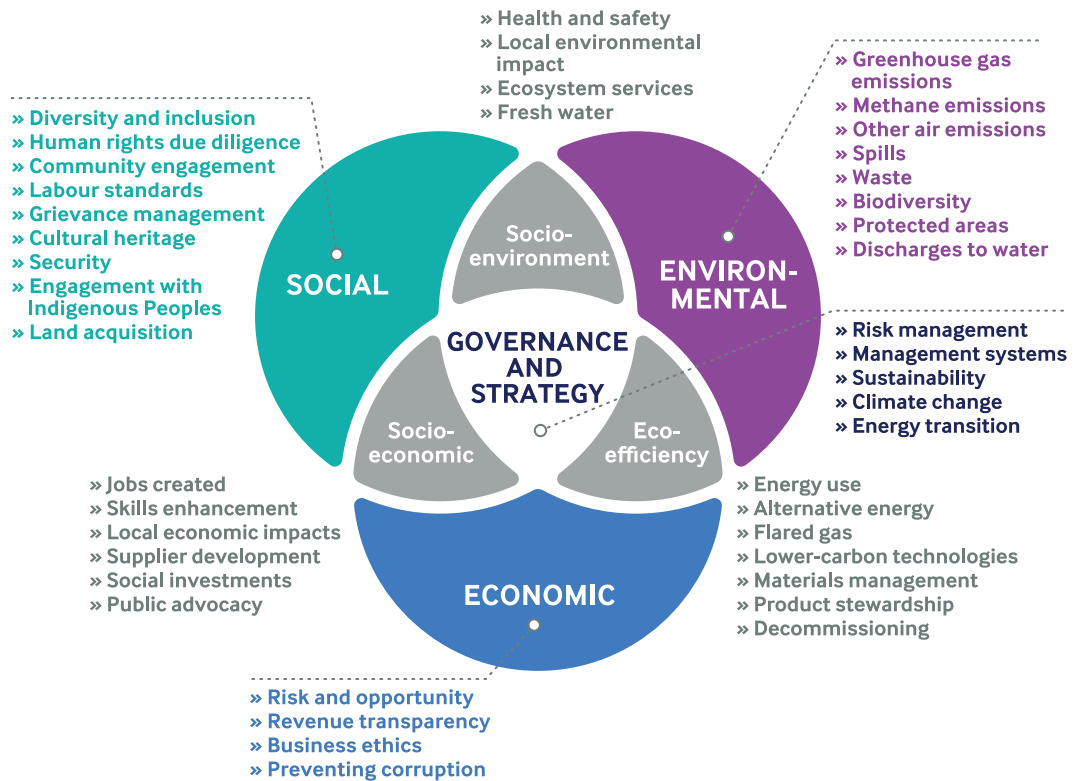 » Health and safety
» Local environmental
impact
» Ecosystem services
» Fresh water
» Greenhouse gas
emissions
» Methane emissions
» Other air emissions
» Spills
» Waste
» Biodiversity
» Protected areas
» Discharges to water
» Diversity and inclusion
» Human rights due diligence
» Community engagement
» Labour standards
» Grievance management
» Cultural heritage
» Security
» Engagement with
Indigenous Peoples
» Land acquisition
Socio-
environment
SOCIAL
ENVIRON-
MENTAL
GOVERNANCE
AND
STRATEGY
» Risk management
» Management systems
» Sustainability
» Climate change
» Energy transition
Socio-
economic
Eco-
efficiency
» Jobs created
» Skills enhancement
» Local economic impacts
» Supplier development
» Social investments
» Public advocacy
» Energy use
» Alternative energy
» Flared gas
» Lower-carbon technologies
» Materials management
» Product stewardship
» Decommissioning
ECONOMIC
» Risk and opportunity
» Revenue transparency
» Business ethics
» Preventing corruption